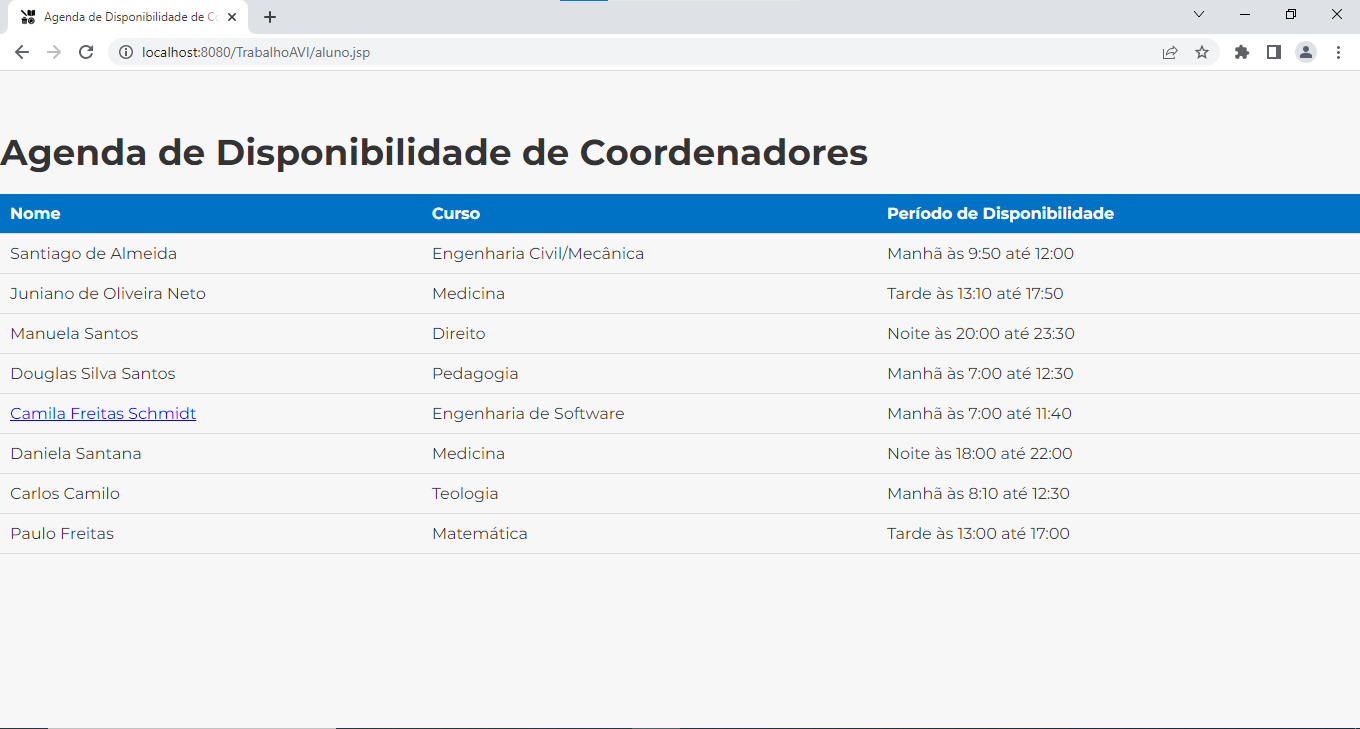 Agenda de Disponibilidade de Co
localhost:8080/TrabalhoAVI/aluno.jsp
Agenda de Disponibilidade de Coordenadores
Nome Curso Período de Disponibilidade
Santiago de Almeida Engenharia Civil/Mecânica Manhã às 9:50 até 12:00
Juniano de Oliveira Neto Medicina Tarde às 13:10 até 17:50
Manuela Santos Direito Noite às 20:00 até 23:30
Douglas Silva Santos Pedagogia Manhã às 7:00 até 12:30
Camila Freitas Schmidt Engenharia de Software Manhã às 7:00 até 11:40
Daniela Santana Medicina Noite às 18:00 até 22:00
Carlos Camilo Teologia Manhã às 8:10 até 12:30
Paulo Freitas Matemática Tarde às 13:00 até 17:00